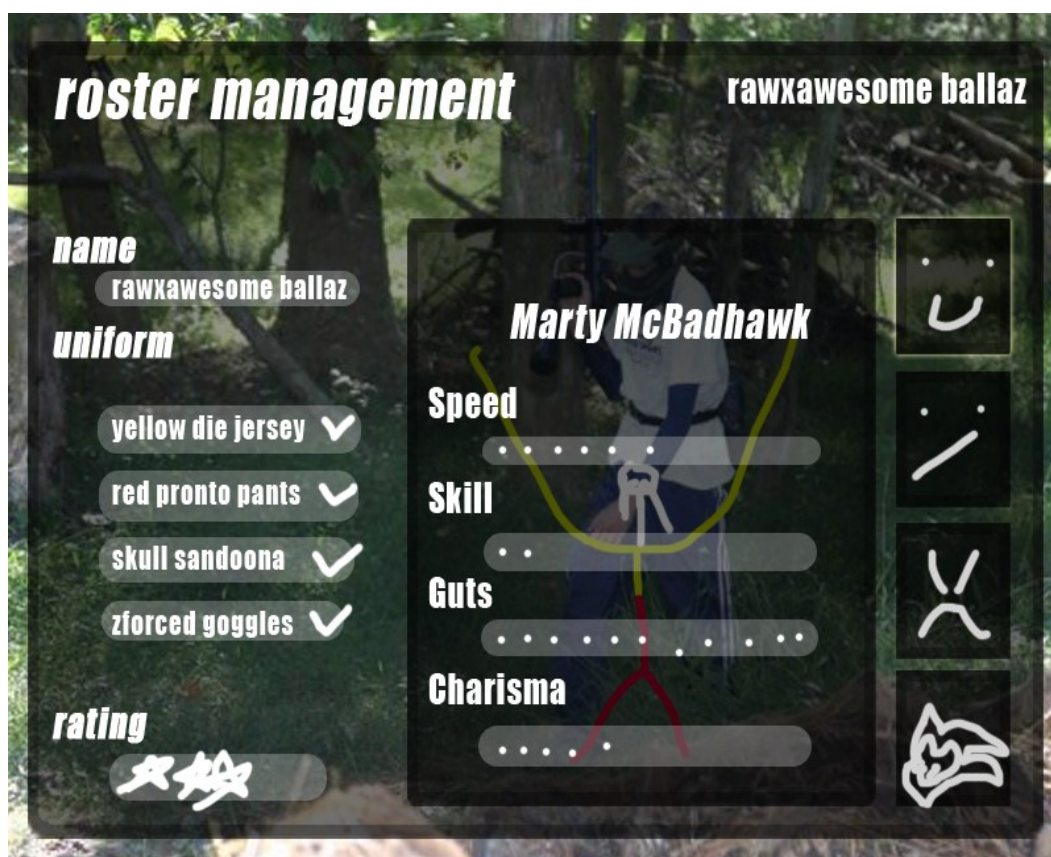 roster management
rawxawesome ballaz
name
rawxawesome ballaz
uniform
yellow die jersey
red pronto pants
skull sandoona
zforced goggles
rating
Marty McBadhawk
Speed
Skill
Guts
Charisma